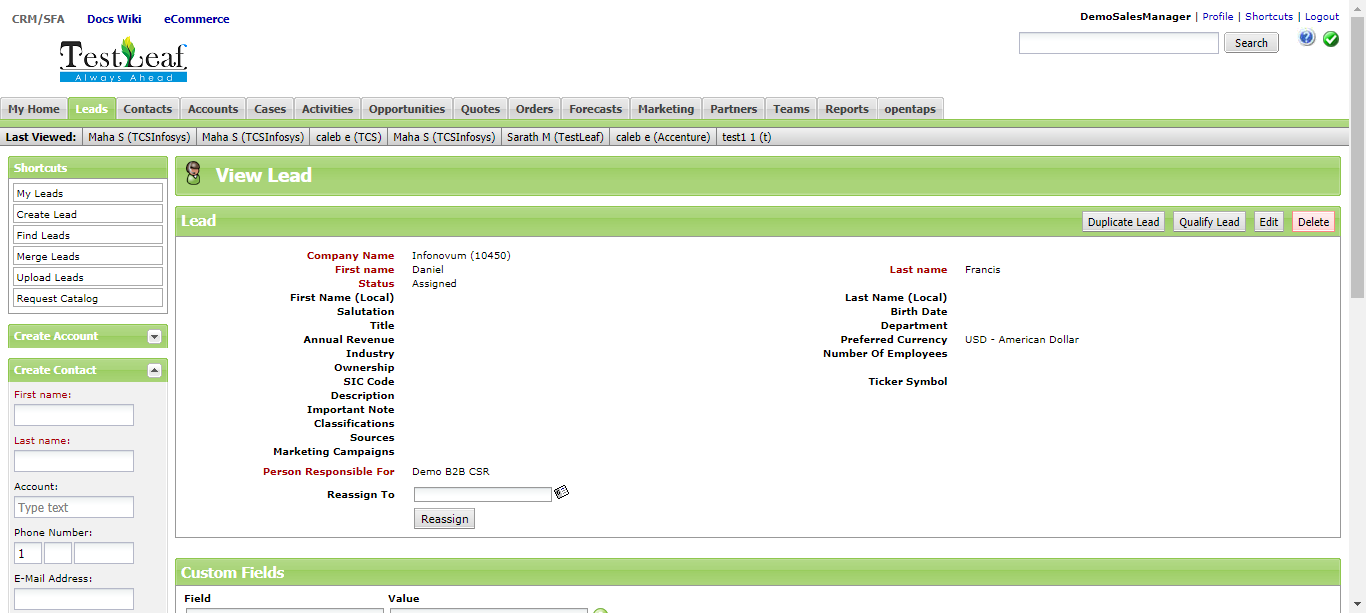 CRM/SFA Docs Wiki eCommerce
DemoSalesManager | Profile | Shortcuts | Logout
Search
TestLeaf
Always Ahead
My Home Leads Contacts Accounts Cases Activities Opportunities Quotes Orders Forecasts Marketing Partners Teams Reports opentaps
Last Viewed: Maha S (TCSInfosys) Maha S (TCSInfosys) caleb e (TCS) Maha S (TCSInfosys) Sarath M (TestLeaf) caleb e (Accenture) test1 1 (t)
Shortcuts
My Leads
Create Lead
Find Leads
Merge Leads
Upload Leads
Request Catalog
Create Account
Create Contact
First name:
Last name:
Account:
Type text
Phone Number:
1
E-Mail Address:
View Lead
Lead Duplicate Lead Qualify Lead Edit Delete
Company Name Infonovum (10450)
First name Daniel Last name Francis
Status Assigned
First Name (Local) Last Name (Local)
Salutation Birth Date
Title Department
Annual Revenue Preferred Currency USD - American Dollar
Industry Number Of Employees
Ownership
SIC Code Ticker Symbol
Description
Important Note
Classifications
Sources
Marketing Campaigns
Person Responsible For Demo B2B CSR
Reassign To
Reassign
Custom Fields
Field Value